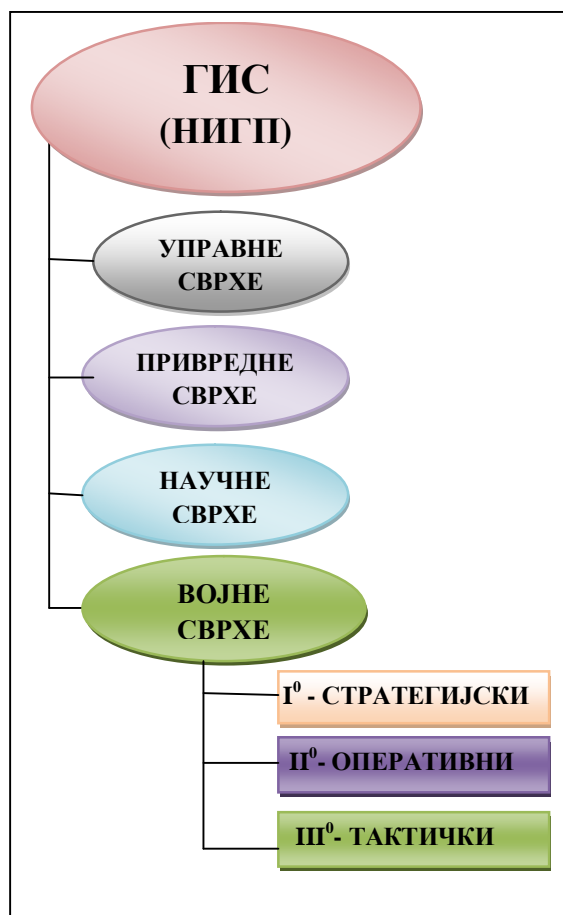 ГИС
(НИГП)
УПРАВНЕ
СВРХЕ
ПРИВРЕДНЕ
СВРХЕ
НАУЧНЕ
СВРХЕ
ВОЈНЕ
СВРХЕ
I⁰ - СТРАТЕГИЈСКИ
II⁰- ОПЕРАТИВНИ
III⁰- ТАКТИЧКИ